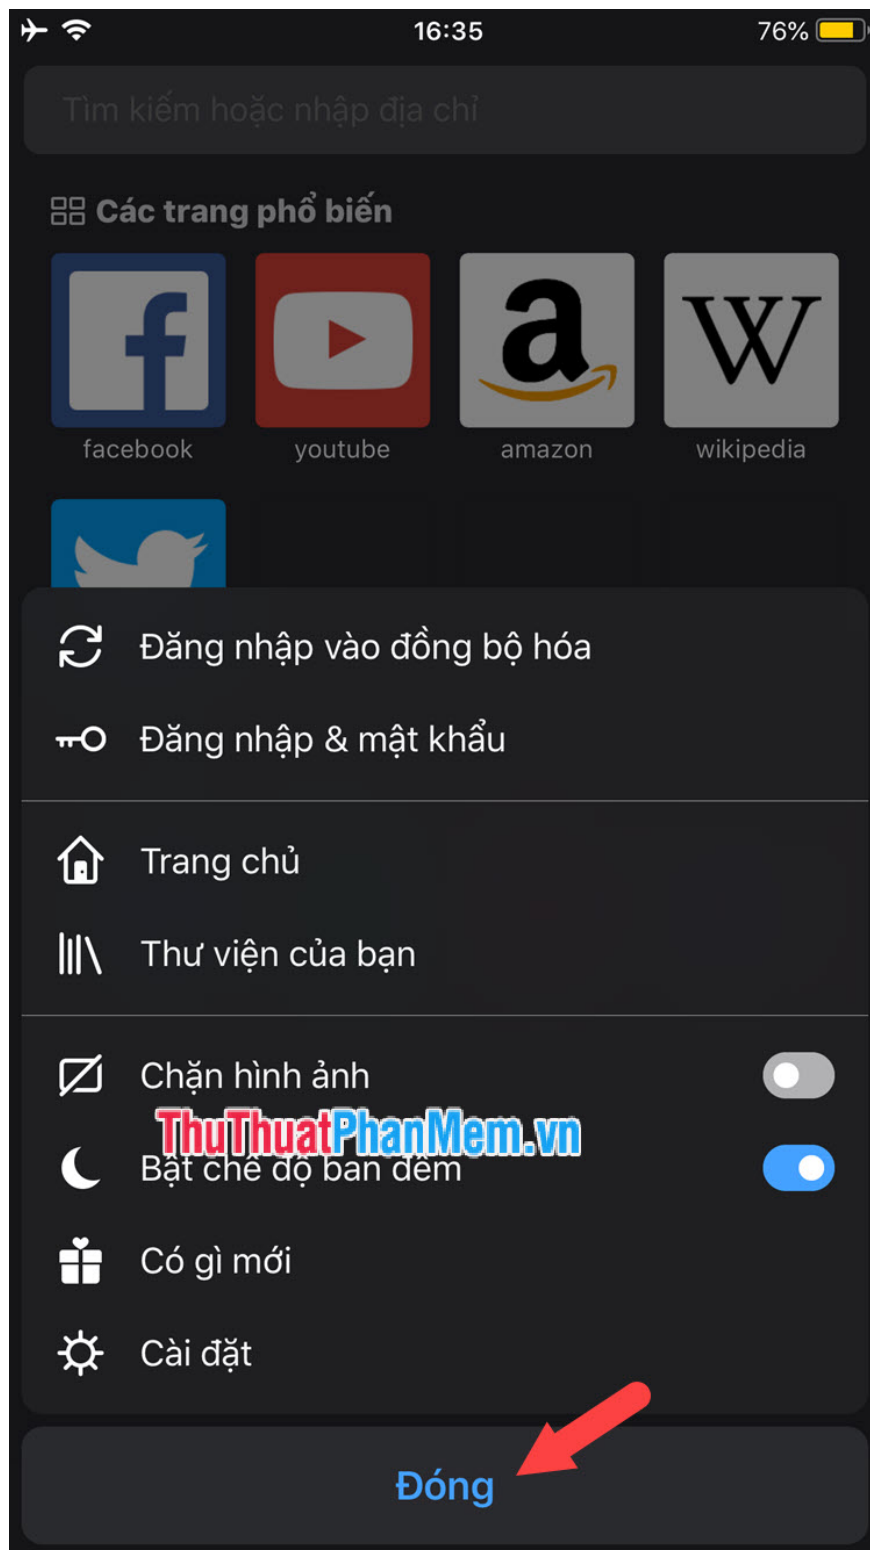 16:35
76%
Tìm kiếm hoặc nhập địa chỉ
Các trang phổ biến
facebook
youtube
amazon
wikipedia
Đăng nhập vào đồng bộ hóa
Đăng nhập & mật khẩu
Trang chủ
Thư viện của bạn
Chặn hình ảnh
ThuThuatPhanMem.vn
Bật chế độ ban đêm
Có gì mới
Cài đặt
Đóng